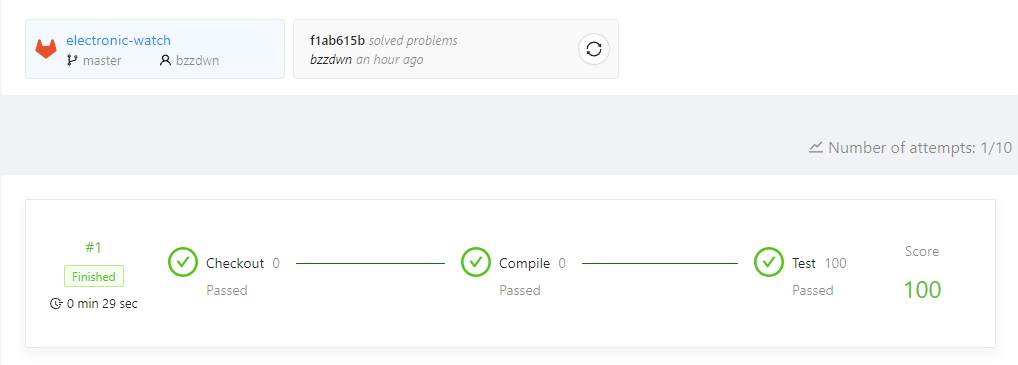 electronic-watch
master bzzdwn
f1ab615b solved problems
bzzdwn an hour ago
Number of attempts: 1/10
#1
Finished
0 min 29 sec
Checkout 0
Passed
Compile 0
Passed
Test 100
Passed
Score
100